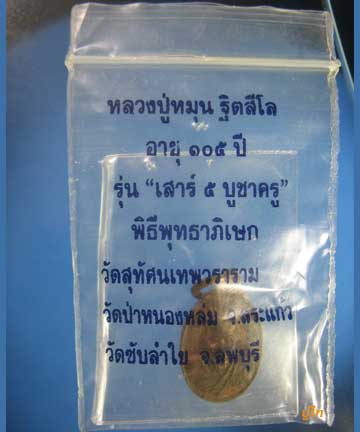 หลวงปู่หมุน ฐิตสีโล
อายุ ๑๐๕ ปี
รุ่น “เสาร์ ๕ บูชาครู”
พิธีพุทธาภิเษก
วัดสุทัศนเทพวราราม
วัดป่าหนองหล่ม จ.สระแก้ว
วัดซับลำใย จ.ลพบุรี